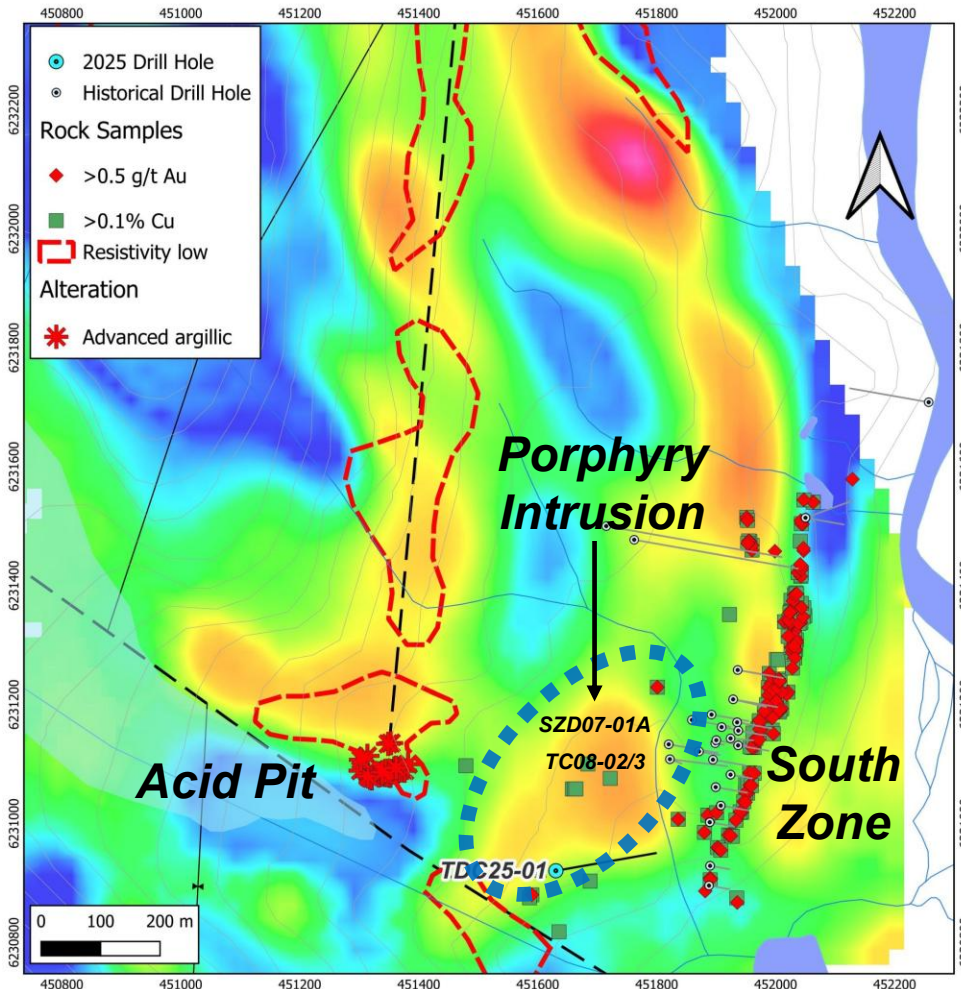 450800 451000 451200 451400 451600 451800 452000 452200
2025 Drill Hole
Historical Drill Hole
Rock Samples
>0.5 g/t Au
>0.1% Cu
Resistivity low
Alteration
Advanced argillic
6232200
6232000
6231800
6231600
6231400
6231200
6231000
6230800
Porphyry
Intrusion
SZD07-01A
TC08-02/3
Acid Pit
South
Zone
TDC25-01
0 100 200 m
450800 451000 451200 451400 451600 451800 452000 452200